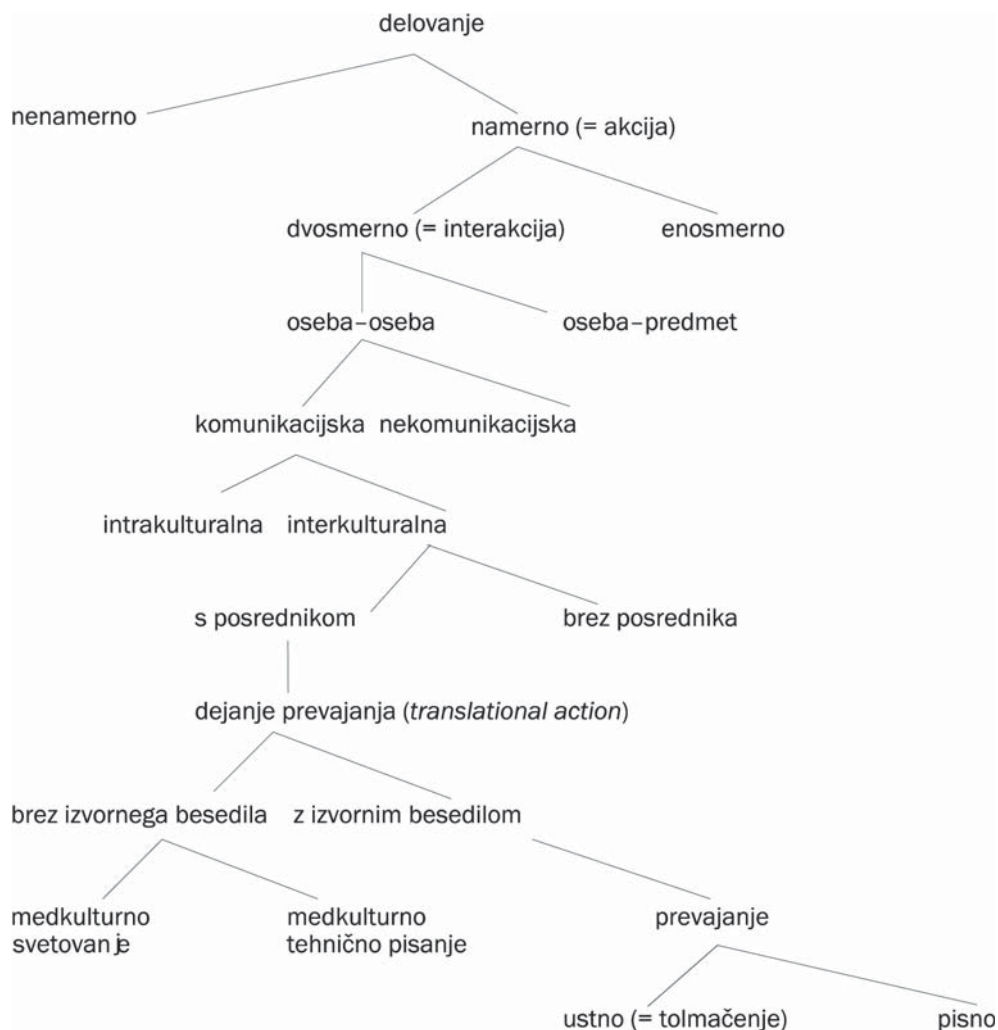 delovanje
nenamerno
namerno (= akcija)
dvosmerno (= interakcija)
enosmerno
oseba–oseba
oseba–predmet
komunikacijska
nekomunikacijska
intrakulturalna
interkulturalna
s posrednikom
brez posrednika
dejanje prevajanja (translational action)
brez izvornega besedila
z izvornim besedilom
medkulturno
svetovanje
medkulturno
tehnično pisanje
prevajanje
ustno (= tolmačenje)
pisno